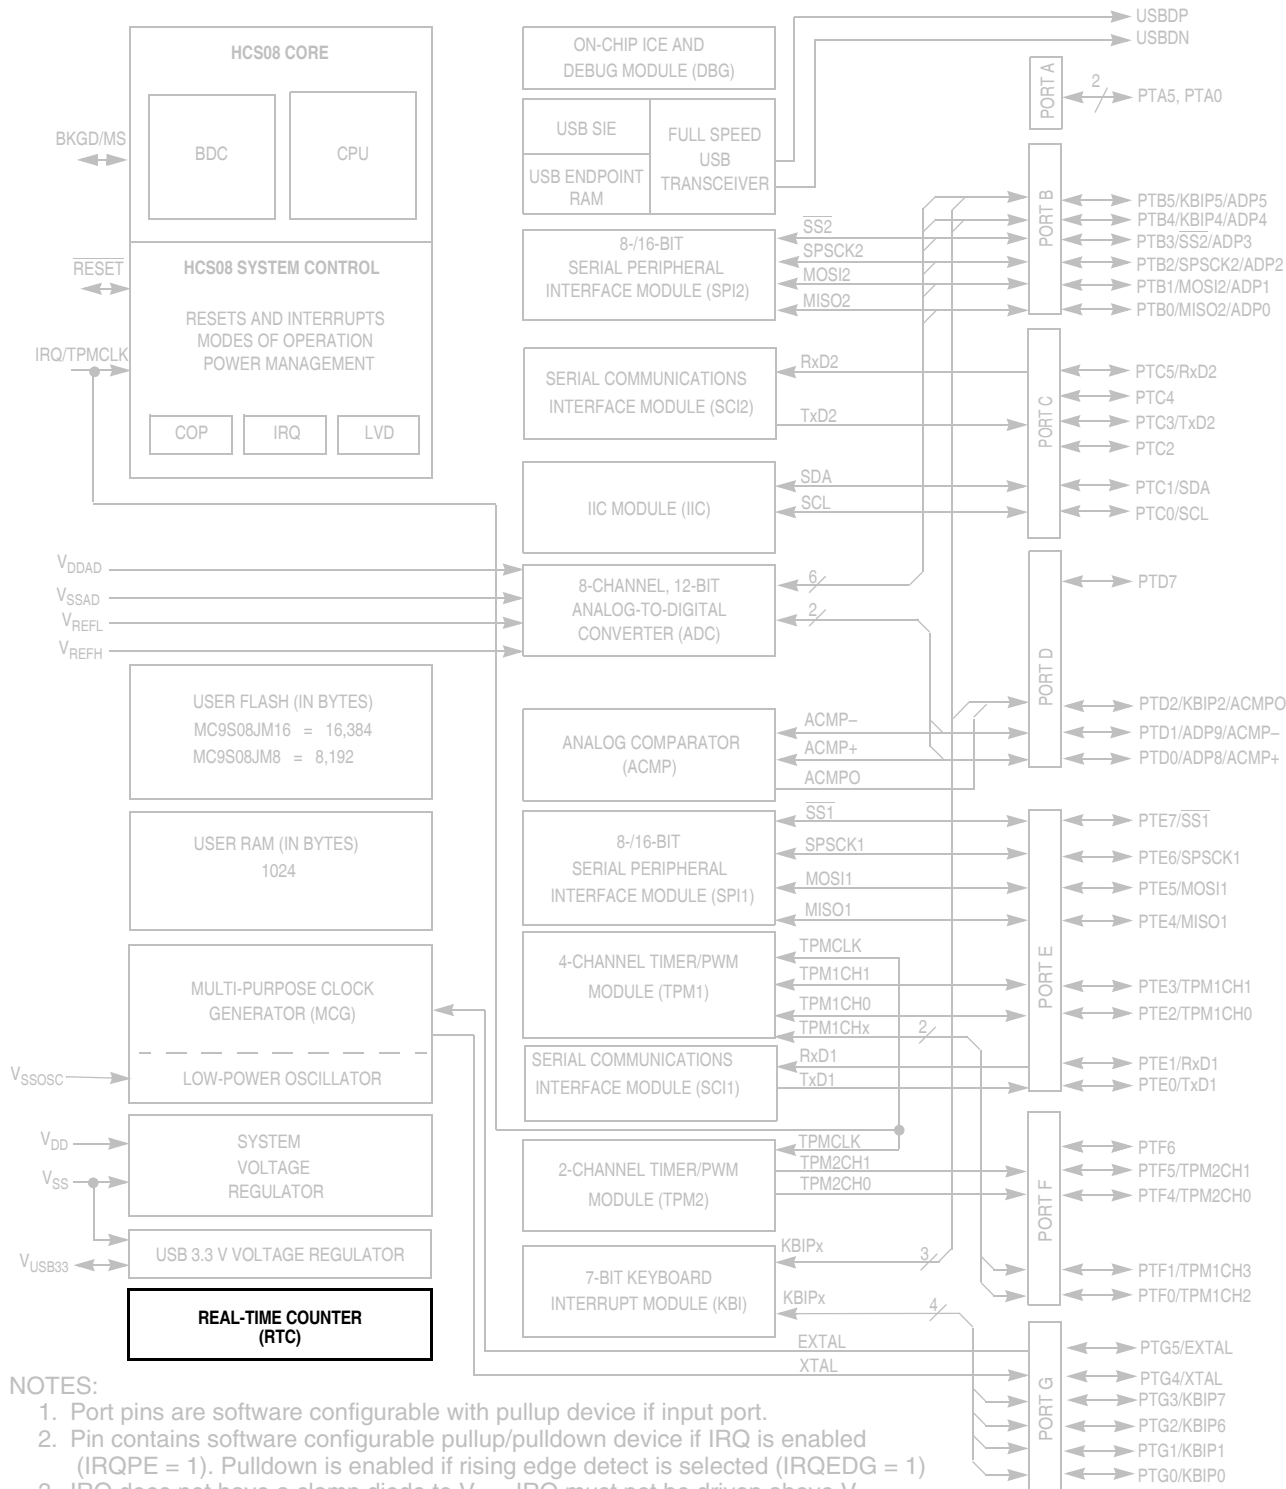 HCS08 CORE
BDC
CPU
BKGD/MS
RESET
HCS08 SYSTEM CONTROL
RESETS AND INTERRUPTS
MODES OF OPERATION
POWER MANAGEMENT
IRQ/TPMCLK
COP
IRQ
LVD
VDDAD
VSSAD
VREFL
VREFH
USER FLASH (IN BYTES)
MC9S08JM16 = 16,384
MC9S08JM8 = 8,192
USER RAM (IN BYTES)
1024
MULTI-PURPOSE CLOCK
GENERATOR (MCG)
LOW-POWER OSCILLATOR
VSSOSC
VDD
VSS
SYSTEM
VOLTAGE
REGULATOR
USB 3.3 V VOLTAGE REGULATOR
VUSB33
REAL-TIME COUNTER
(RTC)
ON-CHIP ICE AND
DEBUG MODULE (DBG)
USB SIE
USB ENDPOINT
RAM
FULL SPEED
USB
TRANSCEIVER
8-/16-BIT
SERIAL PERIPHERAL
INTERFACE MODULE (SPI2)
SERIAL COMMUNICATIONS
INTERFACE MODULE (SCI2)
IIC MODULE (IIC)
8-CHANNEL, 12-BIT
ANALOG-TO-DIGITAL
CONVERTER (ADC)
ANALOG COMPARATOR
(ACMP)
8-/16-BIT
SERIAL PERIPHERAL
INTERFACE MODULE (SPI1)
4-CHANNEL TIMER/PWM
MODULE (TPM1)
SERIAL COMMUNICATIONS
INTERFACE MODULE (SCI1)
2-CHANNEL TIMER/PWM
MODULE (TPM2)
7-BIT KEYBOARD
INTERRUPT MODULE (KBI)
SS2
SPSCK2
MOSI2
MISO2
RxD2
TxD2
SDA
SCL
6
2
ACMP–
ACMP+
ACMPO
SS1
SPSCK1
MOSI1
MISO1
TPMCLK
TPM1CH1
TPM1CH0
TPM1CHx
2
RxD1
TxD1
TPMCLK
TPM2CH1
TPM2CH0
KBIPx
3
KBIPx
4
EXTAL
XTAL
USBDP
USBDN
PORT A
2
PTA5, PTA0
PORT B
PTB5/KBIP5/ADP5
PTB4/KBIP4/ADP4
PTB3/SS2/ADP3
PTB2/SPSCK2/ADP2
PTB1/MOSI2/ADP1
PTB0/MISO2/ADP0
PORT C
PTC5/RxD2
PTC4
PTC3/TxD2
PTC2
PTC1/SDA
PTC0/SCL
PORT D
PTD7
PTD2/KBIP2/ACMPO
PTD1/ADP9/ACMP–
PTD0/ADP8/ACMP+
PORT E
PTE7/SS1
PTE6/SPSCK1
PTE5/MOSI1
PTE4/MISO1
PTE3/TPM1CH1
PTE2/TPM1CH0
PTE1/RxD1
PTE0/TxD1
PORT F
PTF6
PTF5/TPM2CH1
PTF4/TPM2CH0
PTF1/TPM1CH3
PTF0/TPM1CH2
PORT G
PTG5/EXTAL
PTG4/XTAL
PTG3/KBIP7
PTG2/KBIP6
PTG1/KBIP1
PTG0/KBIP0
NOTES:
1. Port pins are software configurable with pullup device if input port.
2. Pin contains software configurable pullup/pulldown device if IRQ is enabled
(IRQPE = 1). Pulldown is enabled if rising edge detect is selected (IRQEDG = 1)
3. IRQ does not have a clamp diode to V IRQ must not be driven above V